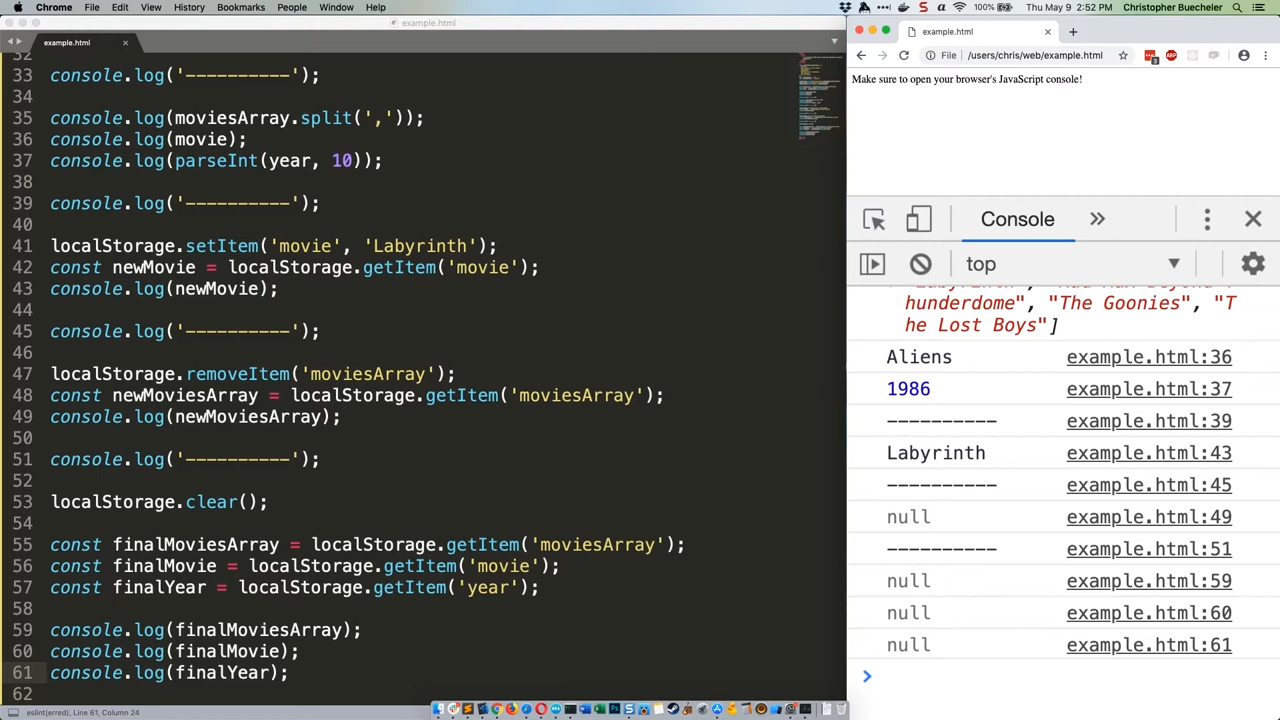 Chrome File Edit View History Bookmarks People Window Help
100% Thu May 9 2:52 PM Christopher Buecheler
example.html
example.html
33 console.log('----------');
34
35 console.log(moviesArray.split(','));
36 console.log(movie);
37 console.log(parseInt(year, 10));
38
39 console.log('----------');
40
41 localStorage.setItem('movie', 'Labyrinth');
42 const newMovie = localStorage.getItem('movie');
43 console.log(newMovie);
44
45 console.log('----------');
46
47 localStorage.removeItem('moviesArray');
48 const newMoviesArray = localStorage.getItem('moviesArray');
49 console.log(newMoviesArray);
50
51 console.log('----------');
52
53 localStorage.clear();
54
55 const finalMoviesArray = localStorage.getItem('moviesArray');
56 const finalMovie = localStorage.getItem('movie');
57 const finalYear = localStorage.getItem('year');
58
59 console.log(finalMoviesArray);
60 console.log(finalMovie);
61 console.log(finalYear);
62
eslint(erred), Line 61, Column 24
example.html
File | /users/chris/web/example.html
Make sure to open your browser's JavaScript console!
Console »
top
hunderdome", "The Goonies", "T
he Lost Boys"]
Aliens example.html:36
1986 example.html:37
---------- example.html:39
Labyrinth example.html:43
---------- example.html:45
null example.html:49
---------- example.html:51
null example.html:59
null example.html:60
null example.html:61